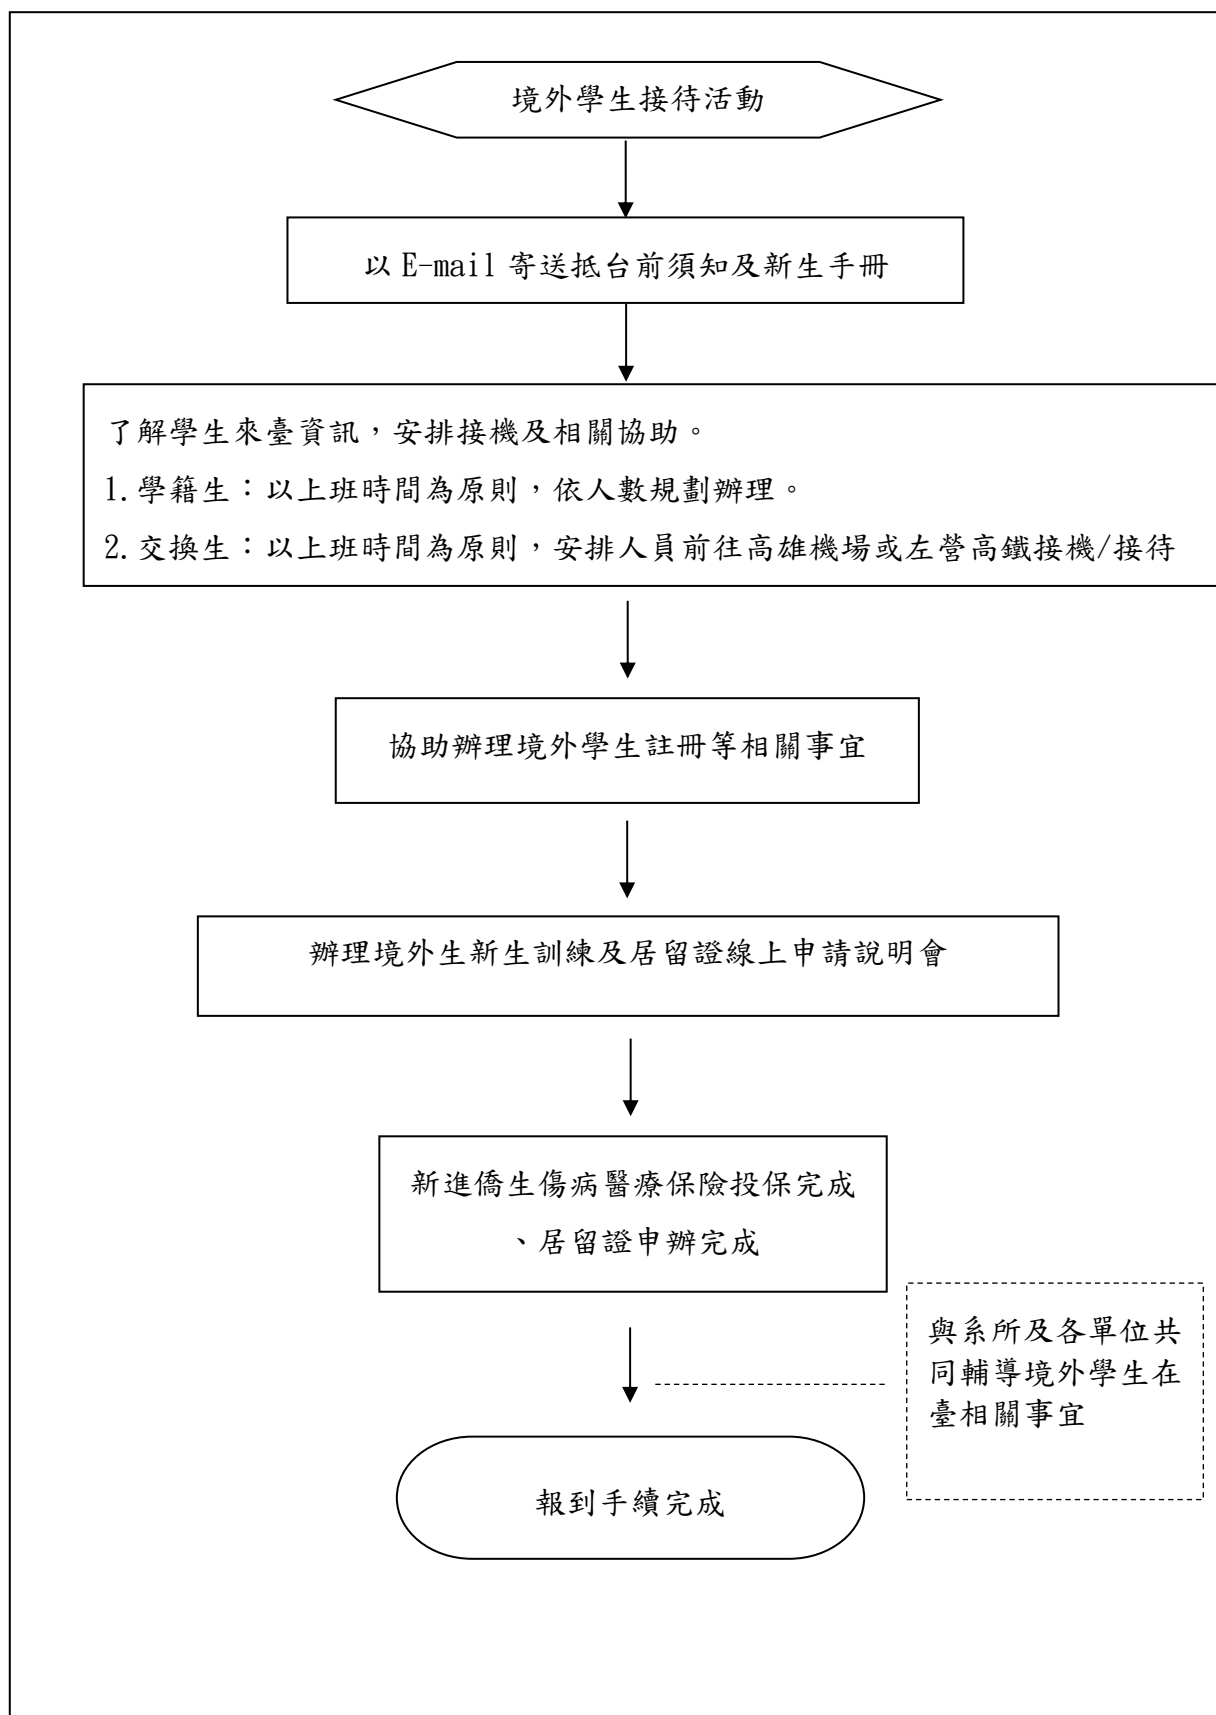 境外學生接待活動
以 E-mail 寄送抵台前須知及新生手冊
了解學生來臺資訊，安排接機及相關協助。
1.學籍生：以上班時間為原則，依人數規劃辦理。
2.交換生：以上班時間為原則，安排人員前往高雄機場或左營高鐵接機/接待
協助辦理境外學生註冊等相關事宜
辦理境外生新生訓練及居留證線上申請說明會
新進僑生傷病醫療保險投保完成
、居留證申辦完成
與系所及各單位共
同輔導境外學生在
臺相關事宜
報到手續完成